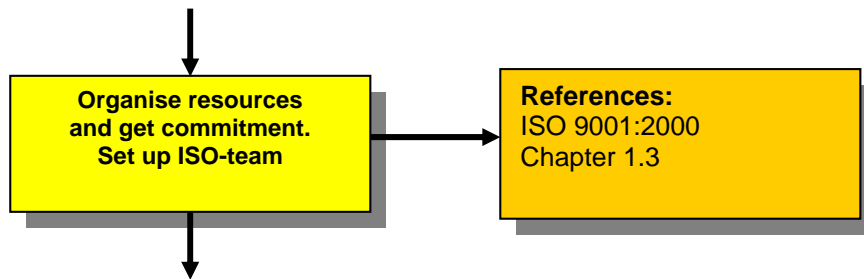 Organise resources
and get commitment.
Set up ISO-team
References:
ISO 9001:2000
Chapter 1.3